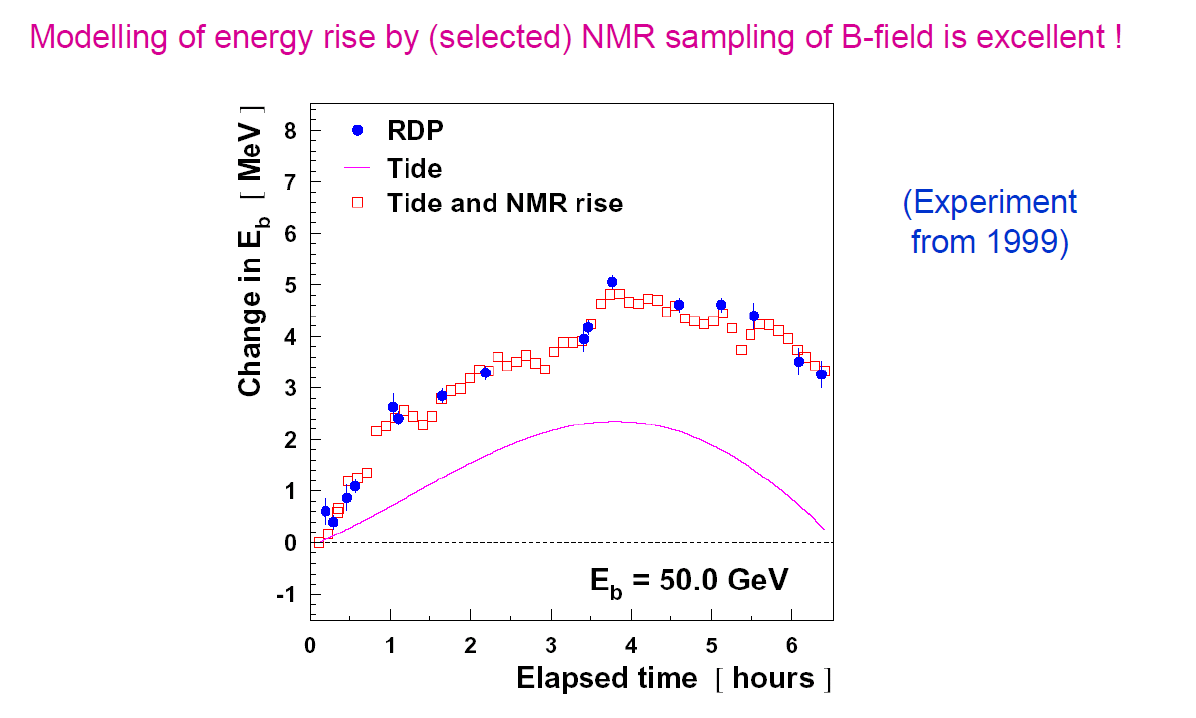 Modelling of energy rise by (selected) NMR sampling of B-field is excellent !
Change in Eb [ MeV ]
8
7
6
5
4
3
2
1
0
-1
RDP
Tide
Tide and NMR rise
(Experiment
from 1999)
Eb = 50.0 GeV
0 1 2 3 4 5 6
Elapsed time [ hours ]